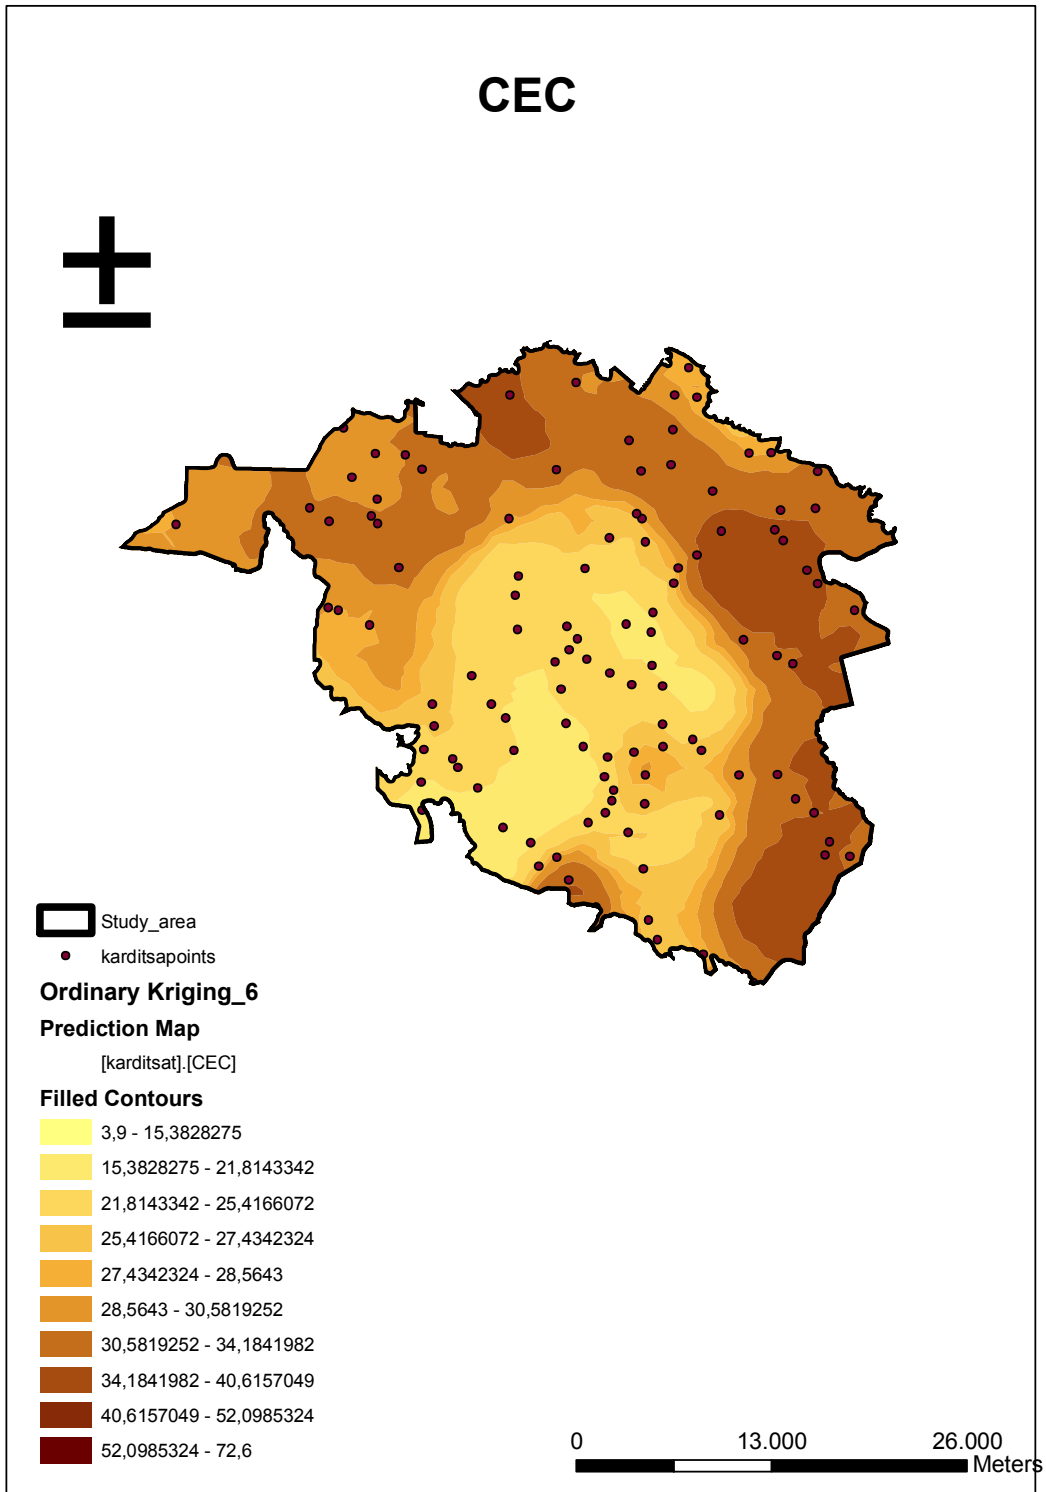 CEC
Study_area
karditsapoints
Ordinary Kriging_6
Prediction Map
[karditsat].[CEC]
Filled Contours
3,9 - 15,3828275
15,3828275 - 21,8143342
21,8143342 - 25,4166072
25,4166072 - 27,4342324
27,4342324 - 28,5643
28,5643 - 30,5819252
30,5819252 - 34,1841982
34,1841982 - 40,6157049
40,6157049 - 52,0985324
52,0985324 - 72,6
0 13.000 26.000
Meters